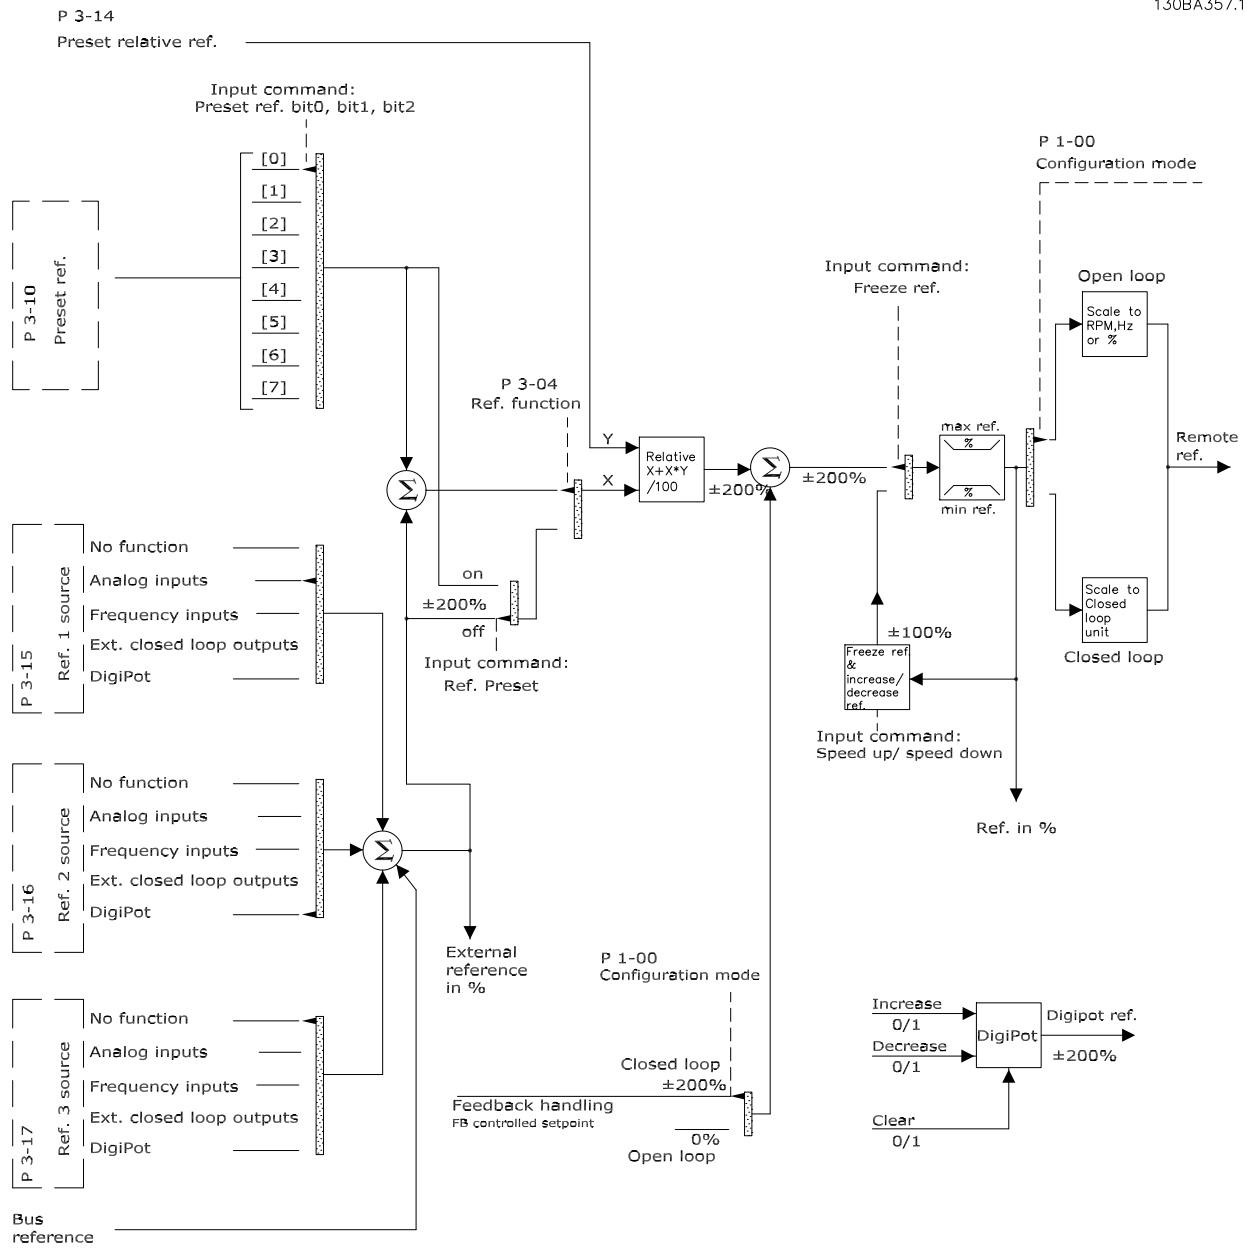 130BA357.1
P 3-14
Preset relative ref.
Input command:
Preset ref. bit0, bit1, bit2
[0]
[1]
[2]
[3]
[4]
[5]
[6]
[7]
P 3-10
Preset ref.
P 1-00
Configuration mode
Input command:
Freeze ref.
Open loop
Scale to
RPM,Hz
or %
P 3-04
Ref. function
Y
X
Relative
X+X*Y
/100
±200%
Σ
±200%
max ref.
%
%
min ref.
Remote
ref.
Σ
P 3-15
Ref. 1 source
No function
Analog inputs
Frequency inputs
Ext. closed loop outputs
DigiPot
on
±200%
off
Input command:
Ref. Preset
Scale to
Closed
loop
unit
Closed loop
±100%
Freeze ref.
&
increase/
decrease
ref.
Input command:
Speed up/ speed down
Ref. in %
P 3-16
Ref. 2 source
No function
Analog inputs
Frequency inputs
Ext. closed loop outputs
DigiPot
Σ
External
reference
in %
P 1-00
Configuration mode
Closed loop
±200%
Feedback handling
FB controlled setpoint
0%
Open loop
P 3-17
Ref. 3 source
No function
Analog inputs
Frequency inputs
Ext. closed loop outputs
DigiPot
Bus
reference
Increase
0/1
Decrease
0/1
Clear
0/1
DigiPot
Digipot ref.
±200%